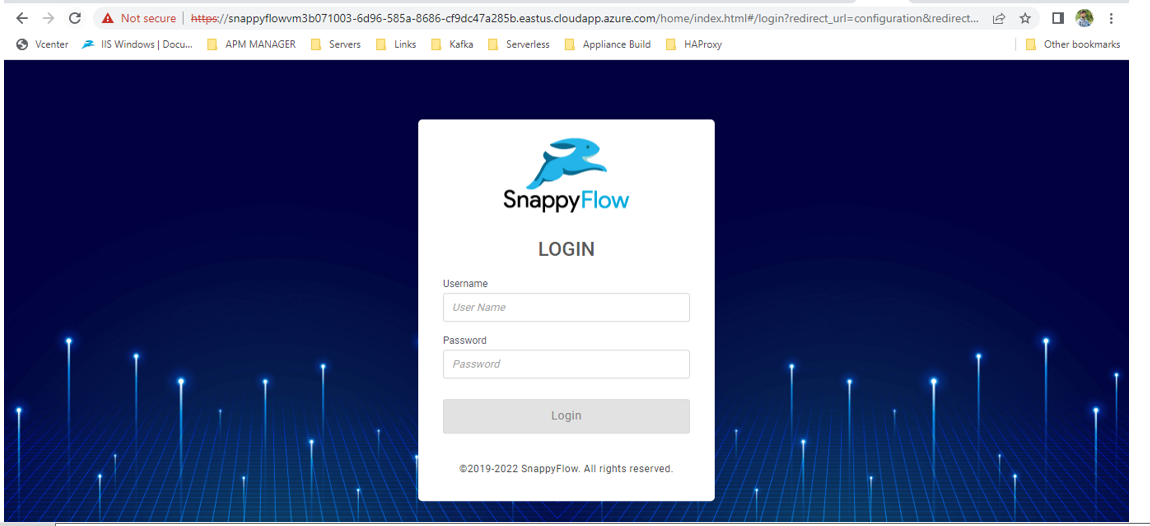 Not secure | https://snappyflowvm3b071003-6d96-585a-8686-cf9dc47a285b.eastus.cloudapp.azure.com/home/index.html#/login?redirect_url=configuration&redirect...
Vcenter IIS Windows | Docu... APM MANAGER Servers Links Kafka Serverless Appliance Build HAProxy Other bookmarks
SnappyFlow
LOGIN
Username
User Name
Password
Password
Login
©2019-2022 SnappyFlow. All rights reserved.